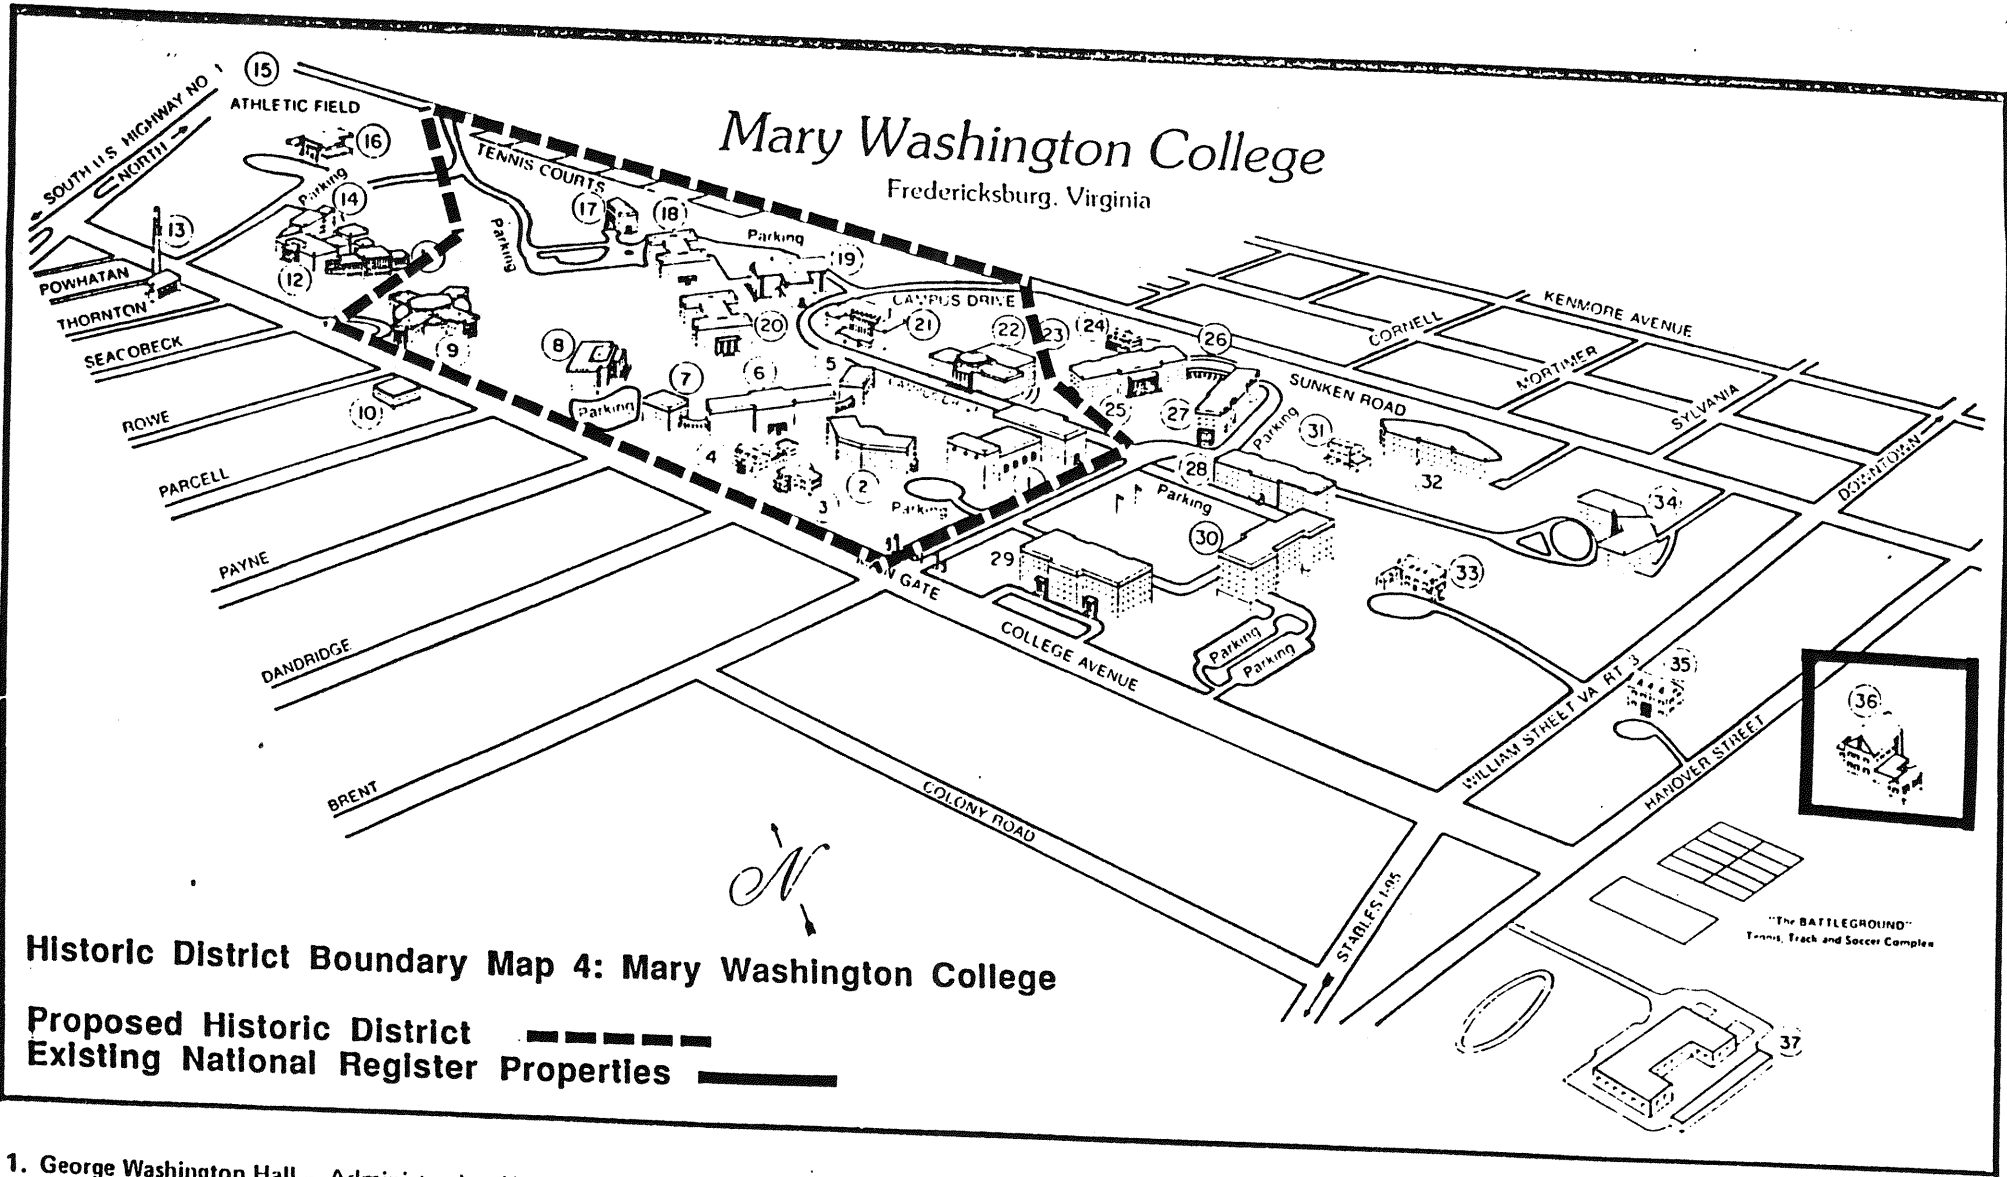 Mary Washington College
Fredericksburg, Virginia
SOUTH U.S. HIGHWAY NO 1
NORTH
15
ATHLETIC FIELD
16
Parking
14
13
12
TENNIS COURTS
Parking
17
18
Parking
19
CAMPUS DRIVE
20
21
22
23
24
25
26
27
28
POWHATAN
THORNTON
SEACOBECK
ROWE
PARCELL
PAYNE
DANDRIDGE
BRENT
9
10
8
Parking
7
6
5
4
3
2
1
Parking
GATE
COLLEGE AVENUE
COLONY ROAD
29
30
Parking
Parking
Parking
Parking
31
32
33
34
35
36
37
KENMORE AVENUE
CORNELL
MORTIMER
SYLVANIA
SUNKEN ROAD
DOWNTOWN
WILLIAM STREET VA. RT. 3
HANOVER STREET
STABLES I-95
"The BATTLEGROUND"
Tennis, Track and Soccer Complex
N
Historic District Boundary Map 4: Mary Washington College
Proposed Historic District
Existing National Register Properties
1. George Washington Hall